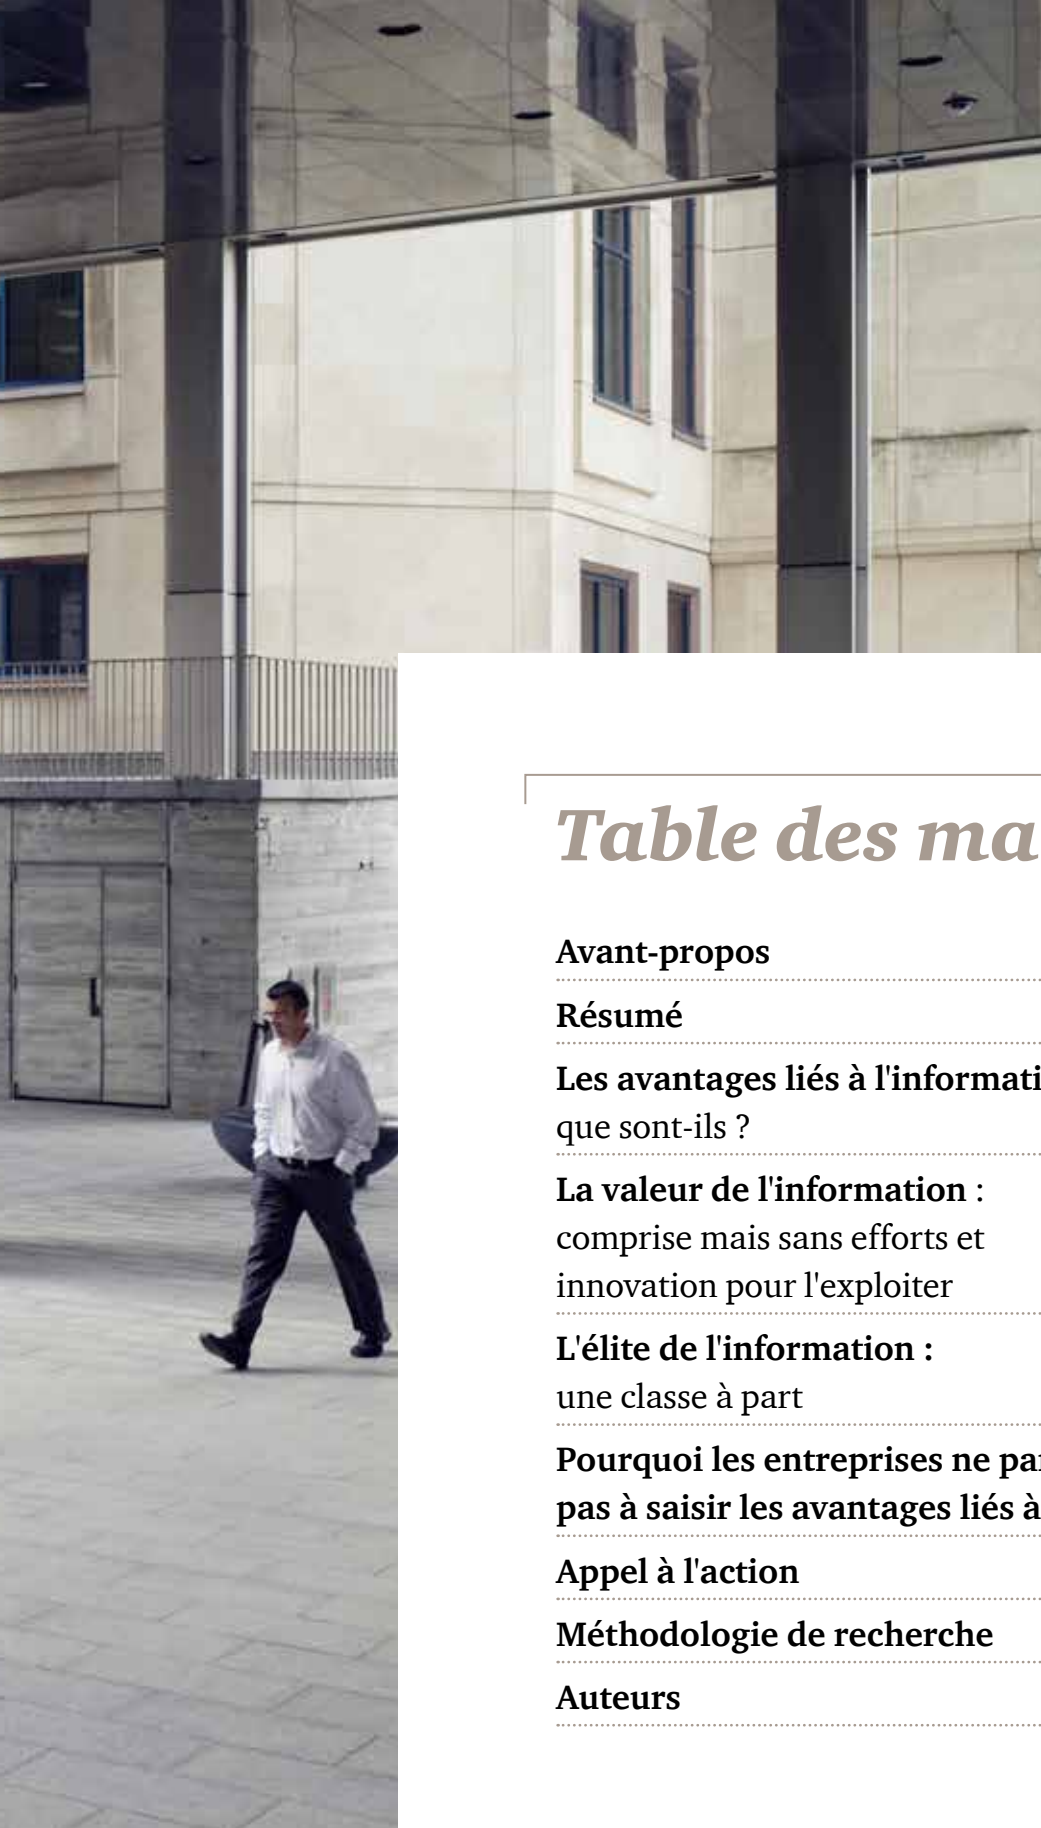 Table des ma
Avant-propos
Résumé
Les avantages liés à l'informati
que sont-ils ?
La valeur de l'information :
comprise mais sans efforts et
innovation pour l'exploiter
L'élite de l'information :
une classe à part
Pourquoi les entreprises ne par
pas à saisir les avantages liés à
Appel à l'action
Méthodologie de recherche
Auteurs